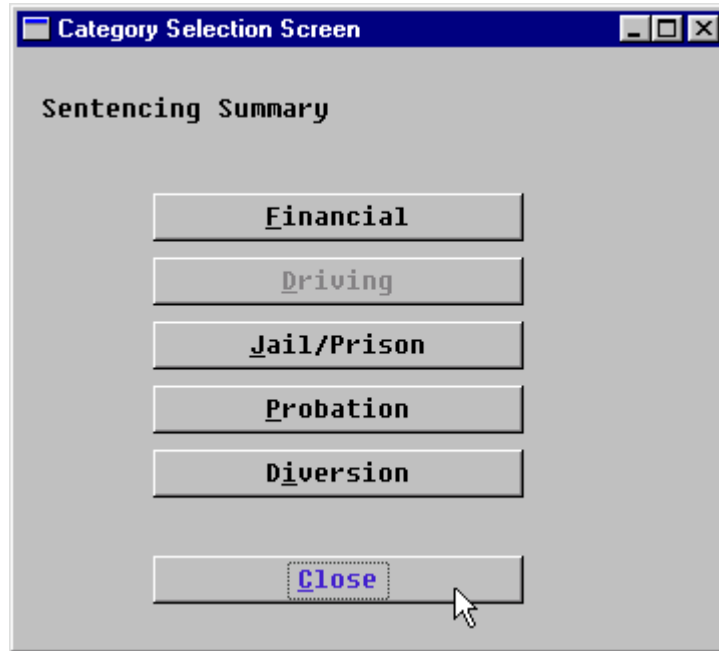 Category Selection Screen
Sentencing Summary
Financial
Driving
Jail/Prison
Probation
Diversion
Close